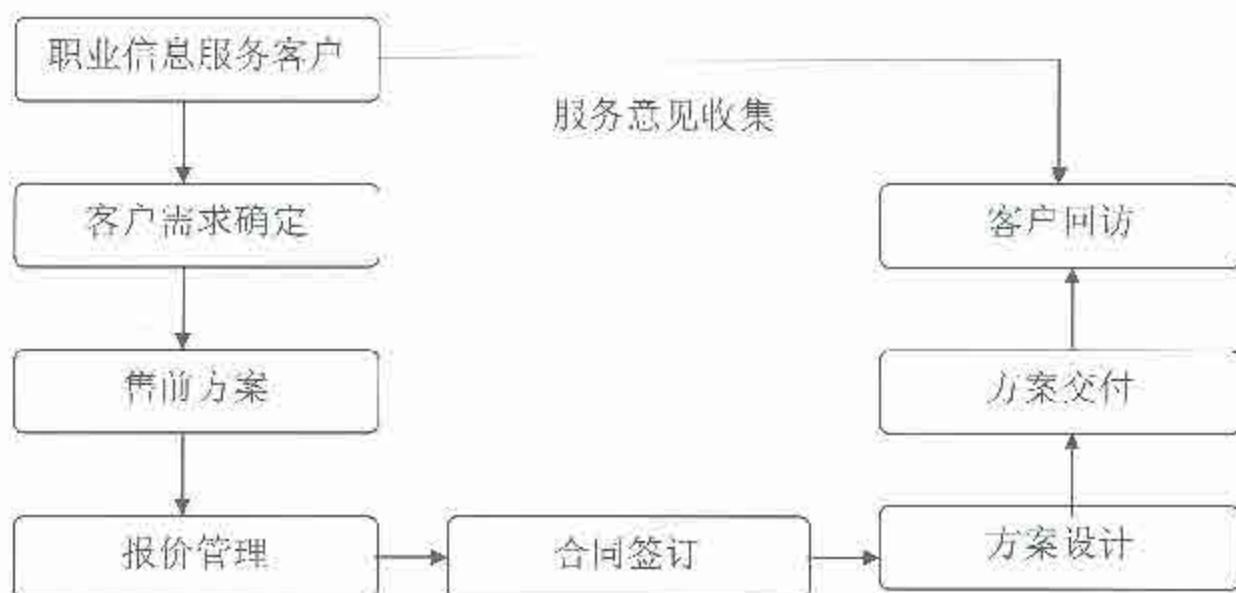 职业信息服务客户
服务意见收集
客户需求确定
客户回访
售前方案
方案交付
报价管理
合同签订
方案设计